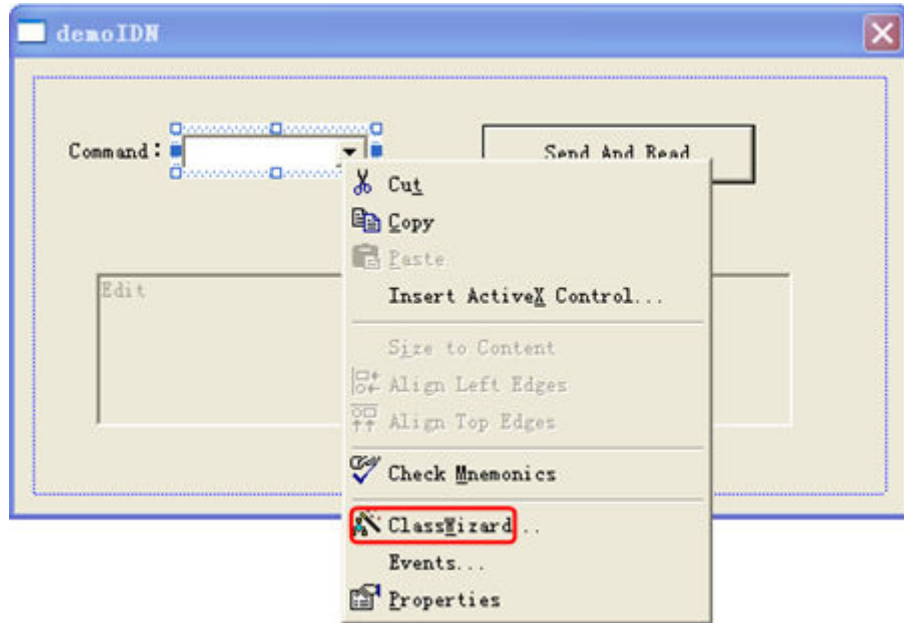 demoIDN
Command:
Send And Read
Edit
Cut
Copy
Paste
Insert ActiveX Control...
Size to Content
Align Left Edges
Align Top Edges
Check Mnemonics
ClassWizard...
Events...
Properties